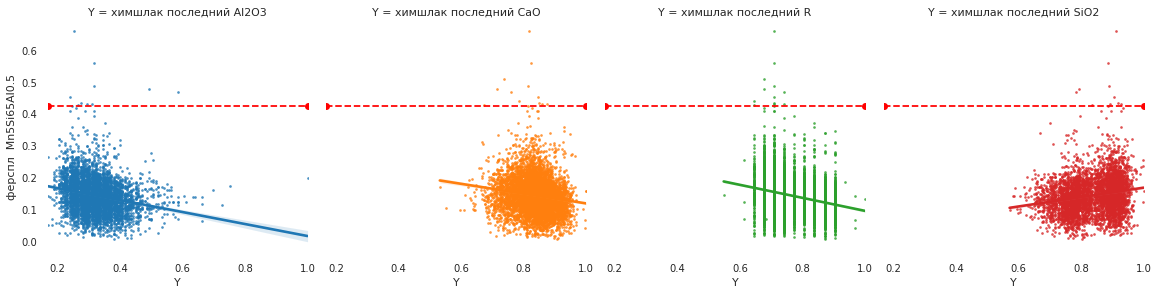 Y = химшлак последний Al2O3
Y = химшлак последний CaO
Y = химшлак последний R
Y = химшлак последний SiO2
ферспл  Mn5Si65Al0.5
0.6
0.5
0.4
0.3
0.2
0.1
0.0
0.2 0.4 0.6 0.8 1.0
0.2 0.4 0.6 0.8 1.0
0.2 0.4 0.6 0.8 1.0
0.2 0.4 0.6 0.8 1.0
Y
Y
Y
Y